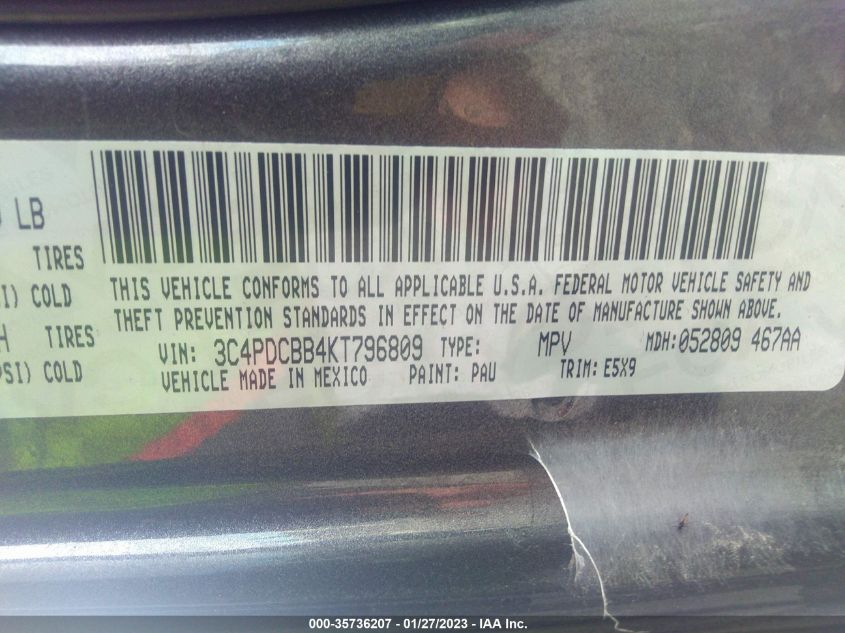 LB
TIRES
COLD
THIS VEHICLE CONFORMS TO ALL APPLICABLE U.S.A. FEDERAL MOTOR VEHICLE SAFETY AND
THEFT PREVENTION STANDARDS IN EFFECT ON THE DATE OF MANUFACTURE SHOWN ABOVE.
TIRES
VIN: 3C4PDCBB4KT796809 TYPE: MPV MDH:052809 467AA
COLD
VEHICLE MADE IN MEXICO PAINT: PAU TRIM: E5X9
000-35736207 - 01/27/2023 - IAA Inc.